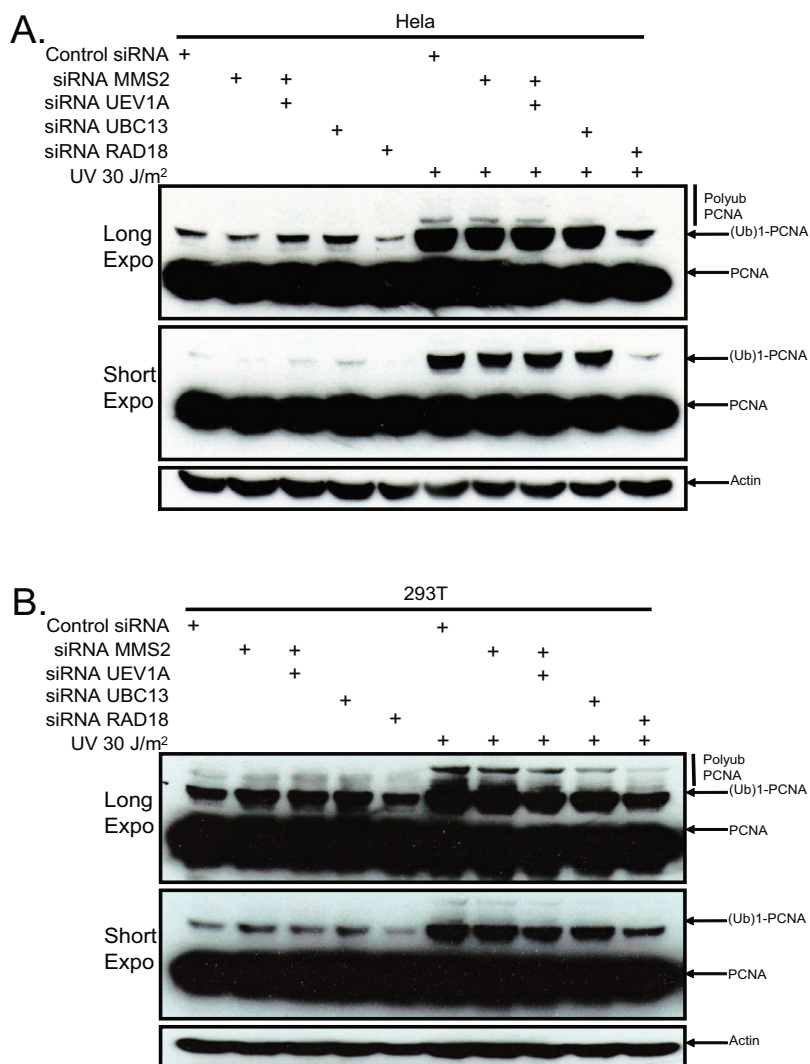 A.
Hela
Control siRNA + +
siRNA MMS2 + + + +
siRNA UEV1A + +
siRNA UBC13 + +
siRNA RAD18 + +
UV 30 J/m² + + + + +
Long
Expo
Polyub
PCNA
(Ub)1-PCNA
PCNA
Short
Expo
(Ub)1-PCNA
PCNA
Actin
B.
293T
Control siRNA + +
siRNA MMS2 + + + +
siRNA UEV1A + +
siRNA UBC13 + +
siRNA RAD18 + +
UV 30 J/m² + + + + +
Long
Expo
Polyub
PCNA
(Ub)1-PCNA
PCNA
Short
Expo
(Ub)1-PCNA
PCNA
Actin